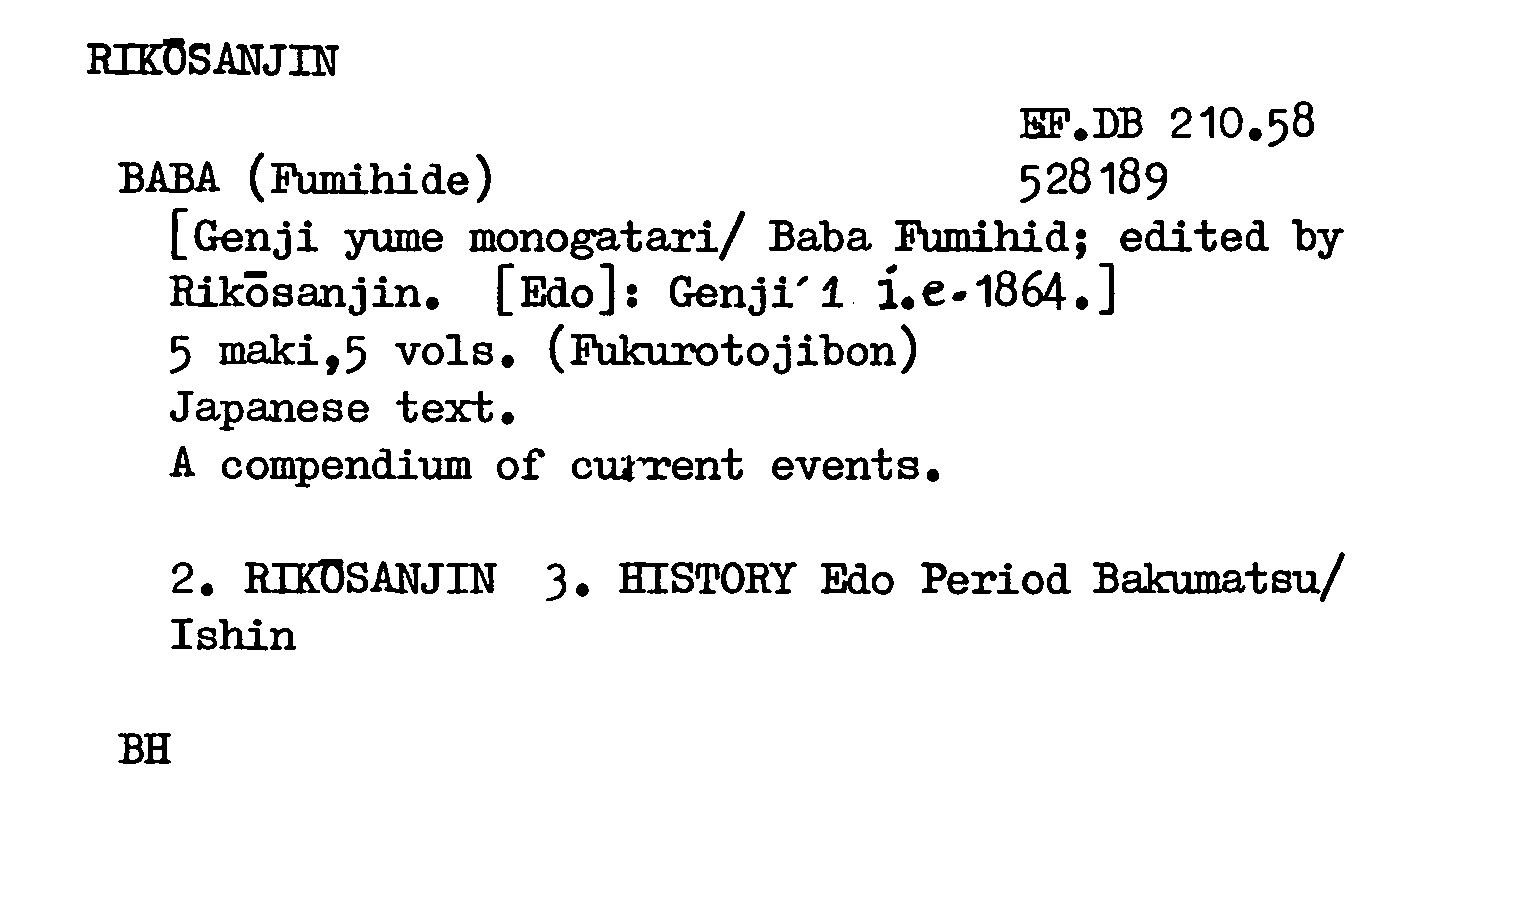 RIKŌSANJIN
EF.DB 210.58
BABA (Fumihide)
528189
[Genji yume monogatari/ Baba Fumihid; edited by
Rikōsanjin. [Edo]: Genji´1 i.e.1864.]
5 maki,5 vols. (Fukurotojibon)
Japanese text.
A compendium of current events.
2. RIKŌSANJIN 3. HISTORY Edo Period Bakumatsu/
Ishin
BH